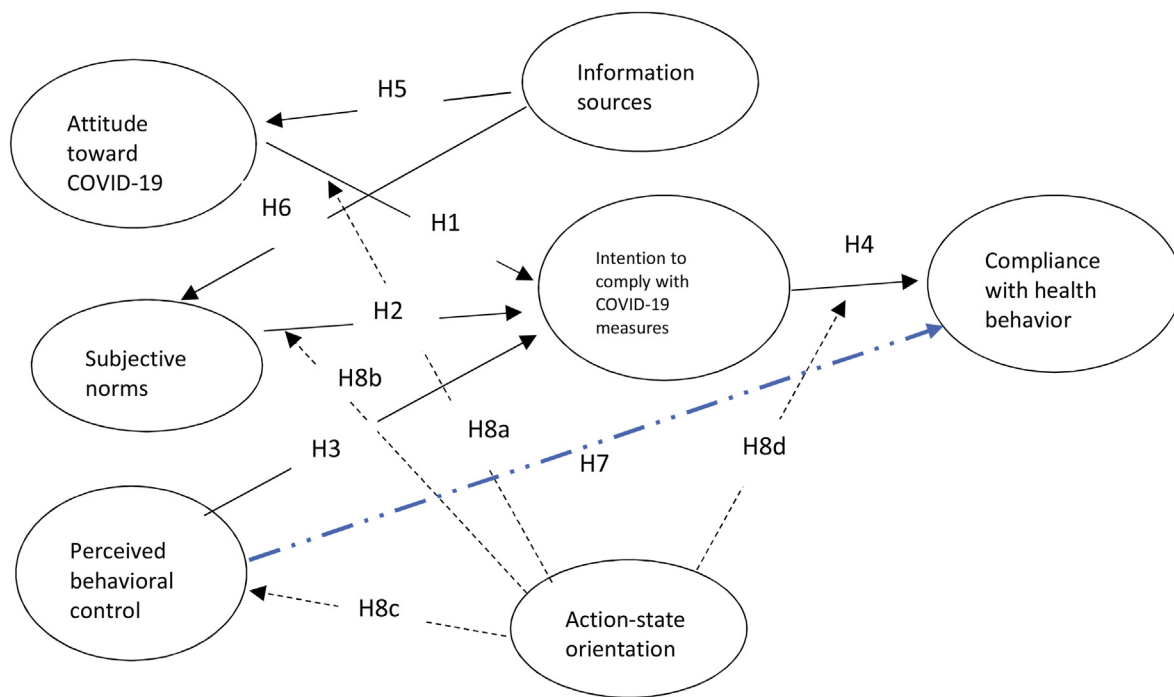 Information
sources
H5
Attitude
toward
COVID-19
H6
H1
H4
Intention to
comply with
COVID-19
measures
Compliance
with health
behavior
H2
Subjective
norms
H8b
H8a
H3
H7
H8d
Perceived
behavioral
control
H8c
Action-state
orientation